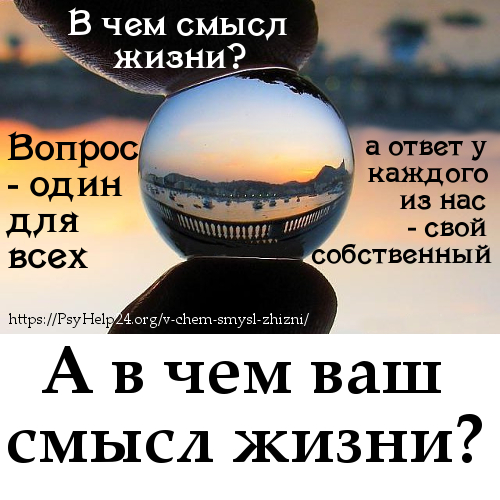 В чем смысл
жизни?
Вопрос
- один
для
всех
а ответ у
каждого
из нас
- свой
собственный
https://PsyHelp24.org/v-chem-smysl-zhizni/
А в чем ваш
смысл жизни?